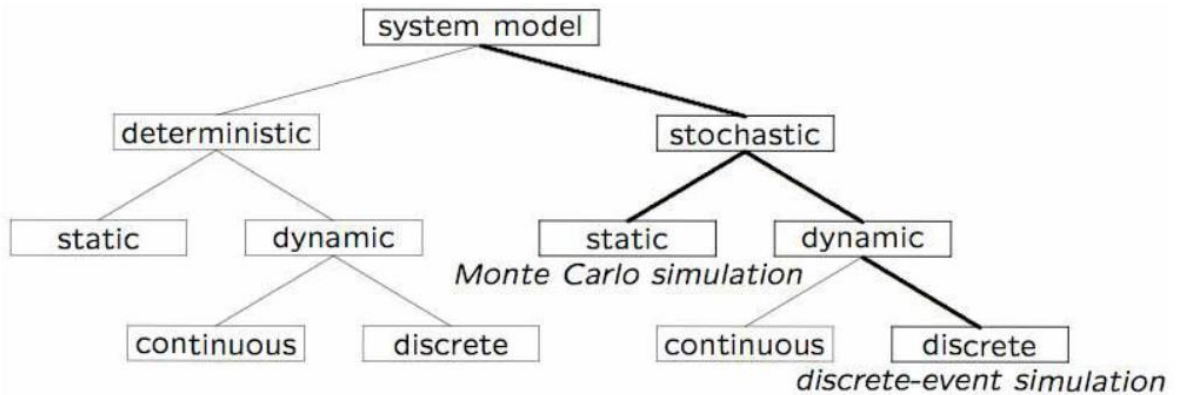 system model
deterministic
stochastic
static
dynamic
static
dynamic
Monte Carlo simulation
continuous
discrete
continuous
discrete
discrete-event simulation